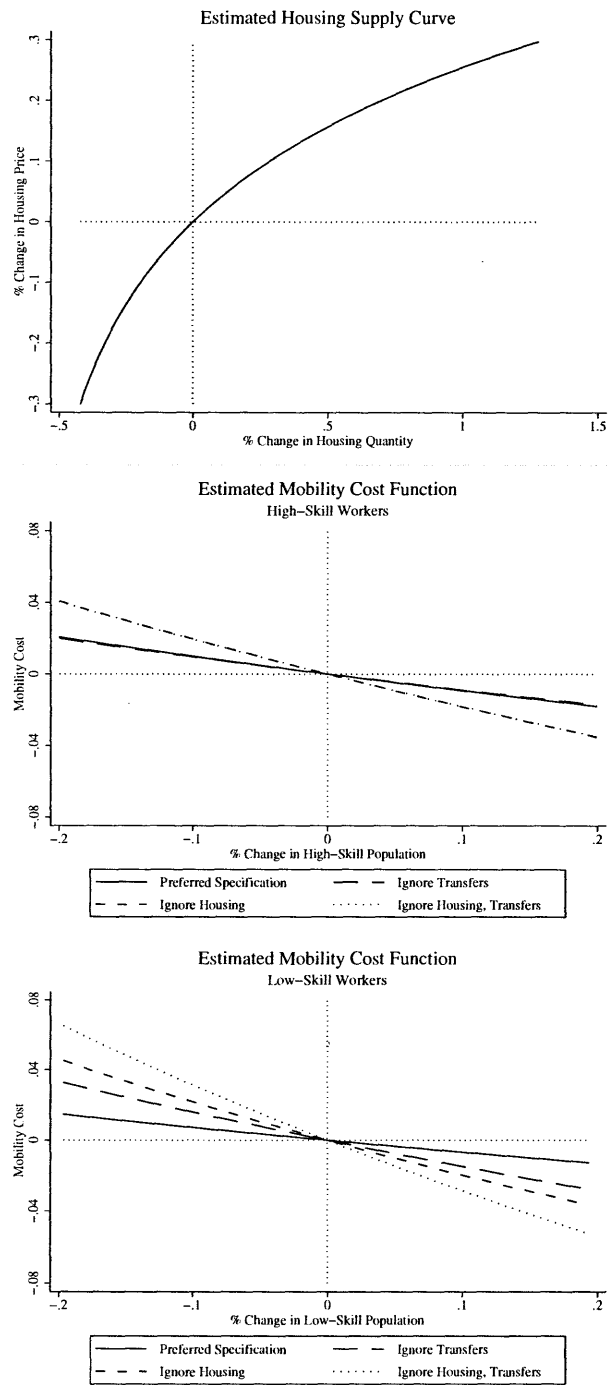 Estimated Housing Supply Curve
% Change in Housing Price
.3
.2
.1
0
-.1
-.2
-.3
-.5
0
.5
1
1.5
% Change in Housing Quantity
Estimated Mobility Cost Function
High-Skill Workers
Mobility Cost
.08
.04
0
-.04
-.08
-.2
-.1
0
.1
.2
% Change in High-Skill Population
Preferred Specification
Ignore Transfers
Ignore Housing
Ignore Housing, Transfers
Estimated Mobility Cost Function
Low-Skill Workers
Mobility Cost
.08
.04
0
-.04
-.08
-.2
-.1
0
.1
.2
% Change in Low-Skill Population
Preferred Specification
Ignore Transfers
Ignore Housing
Ignore Housing, Transfers